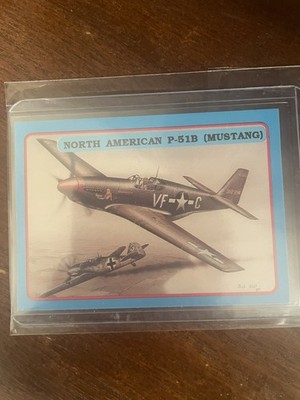 NORTH AMERICAN P-51B (MUSTANG)
VF C